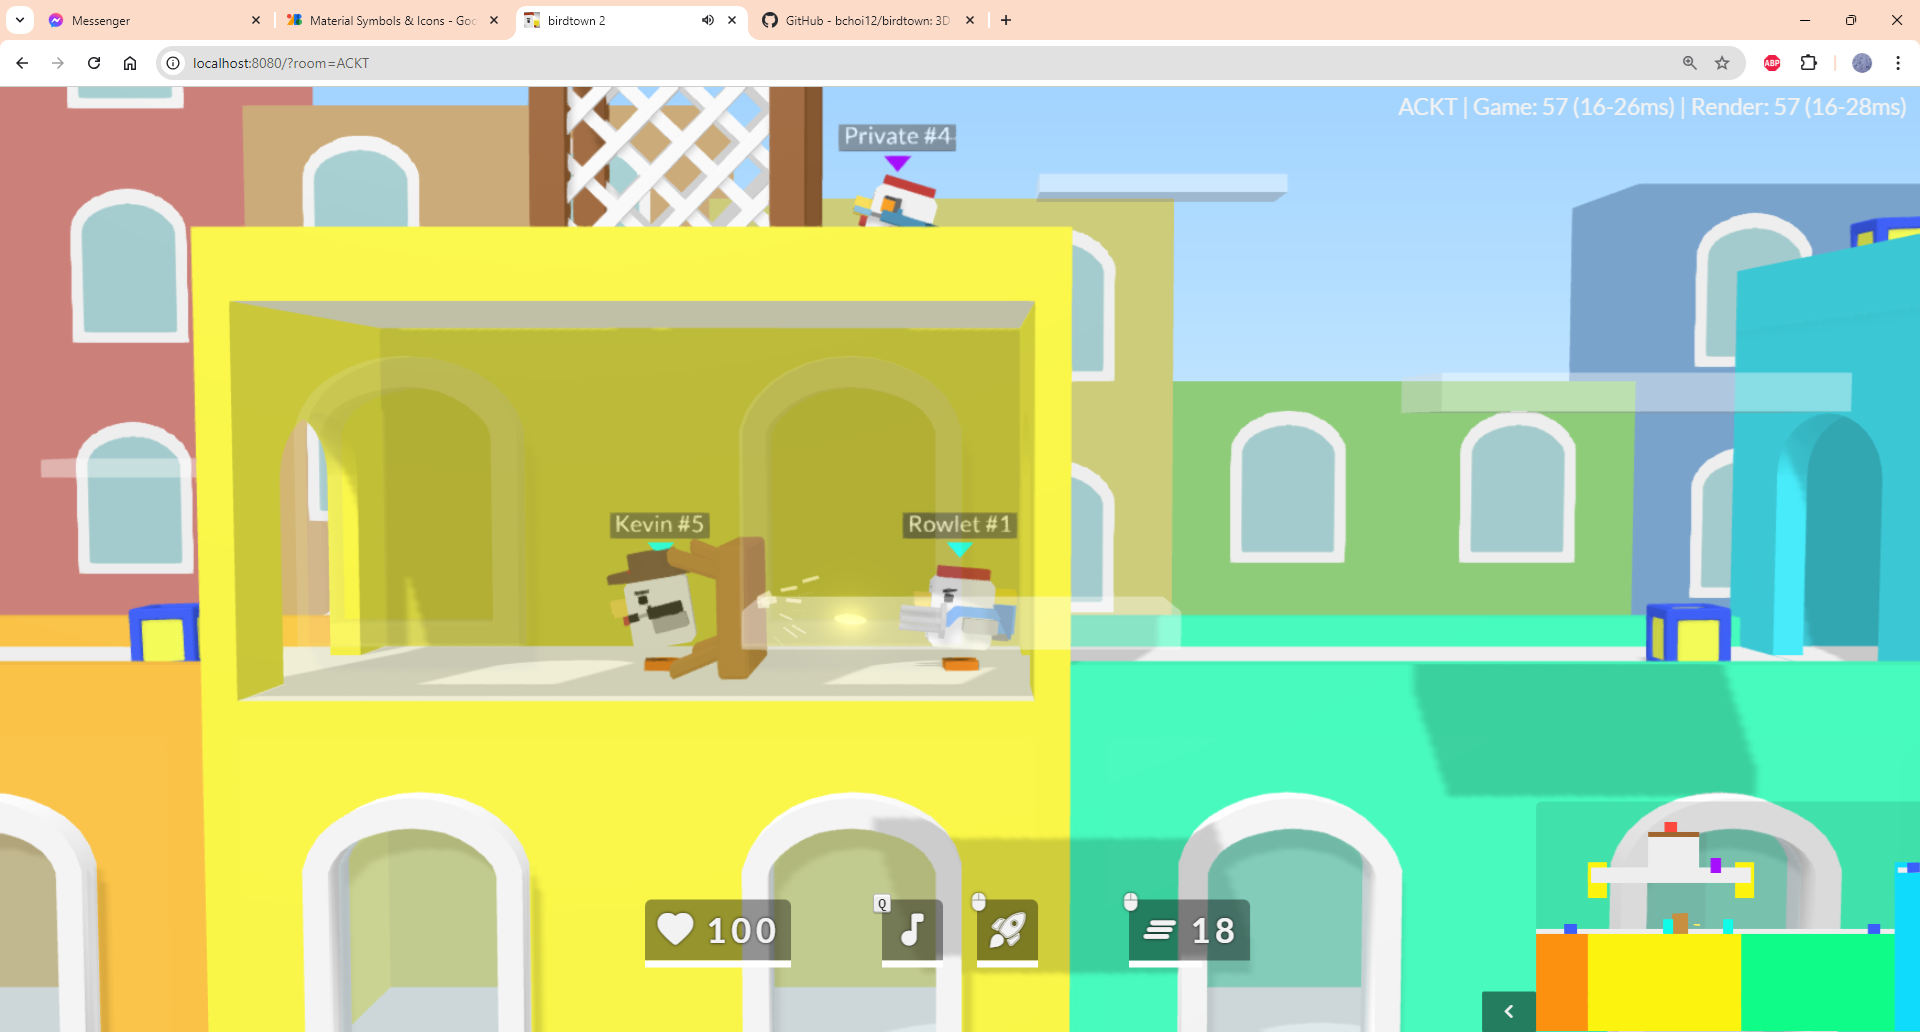 Messenger
Material Symbols & Icons - Goo
birdtown 2
GitHub - bchoi12/birdtown: 3D
localhost:8080/?room=ACKT
ABP
ACKT | Game: 57 (16-26ms) | Render: 57 (16-28ms)
Private #4
Kevin #5
Rowlet #1
Q
100
18